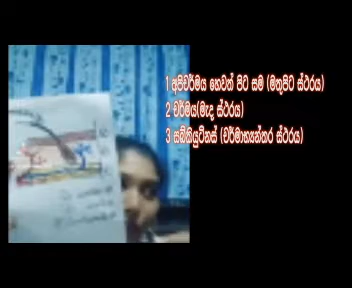 1 අපිචර්මය හෙවත් පිට සම (මතුපිට ස්ථරය)
2 චර්මය(මැද ස්ථරය)
3 සබ්කියුටිනස් (චර්මාභ්‍යන්තර ස්ථරය)